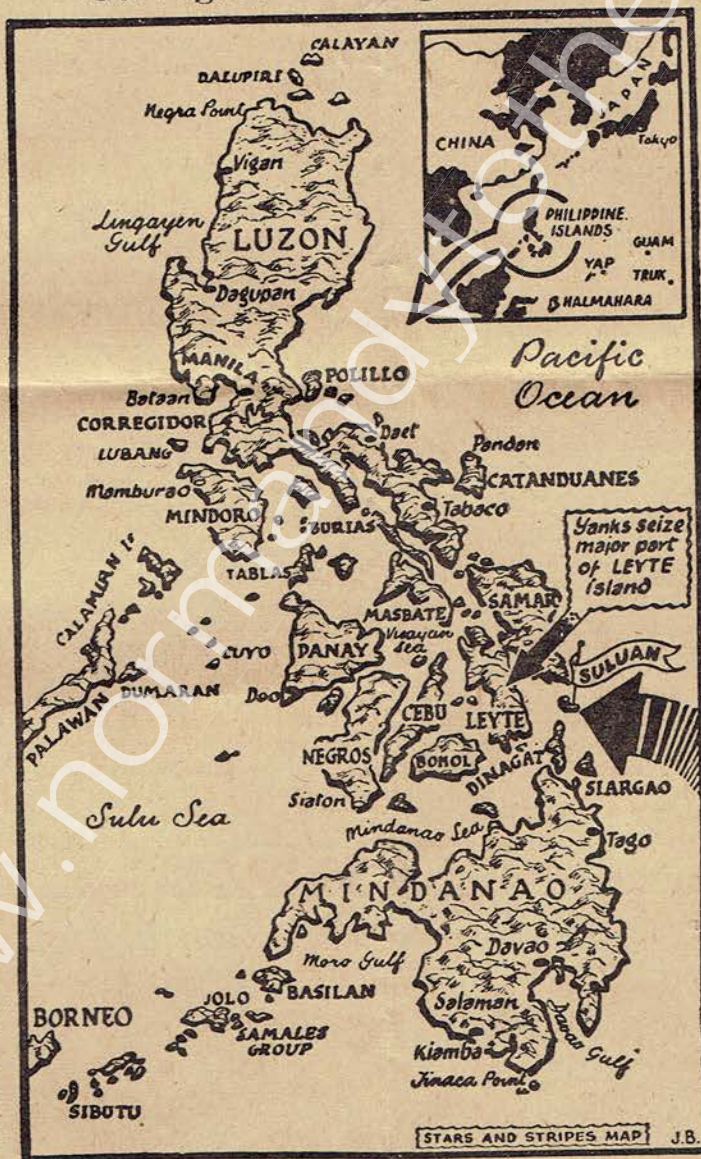 CALAYAN
DALUPIRI
Negra Point
Vigan
Lingayen
Gulf
LUZON
Dagupan
MANILA
POLILLO
Bataan
CORREGIDOR
LUBANG
Daet
Pandan
CATANDUANES
Mamburao
MINDORO
BURIAS
Tabaco
TABLAS
CALAMIAN Is
MASBATE
Visayan
Sea
SAMAR
CUYO
PANAY
DUMARAN
PALAWAN
CEBU
LEYTE
SULUAN
NEGROS
BOHOL
DINAGAT
SIARGAO
Siaton
Sulu Sea
Mindanao Sea
Tago
MINDANAO
Davao
Moro Gulf
JOLO
BASILAN
Salaman
Davao Gulf
BORNEO
SAMALES
GROUP
Kiamba
Tinaca Point
SIBUTU
CHINA
JAPAN
Tokyo
PHILIPPINE
ISLANDS
GUAM
YAP
TRUK
HALMAHARA
Pacific
Ocean
Yanks seize
major part
of LEYTE
Island
STARS AND STRIPES MAP
J.B.
www.normandytothe